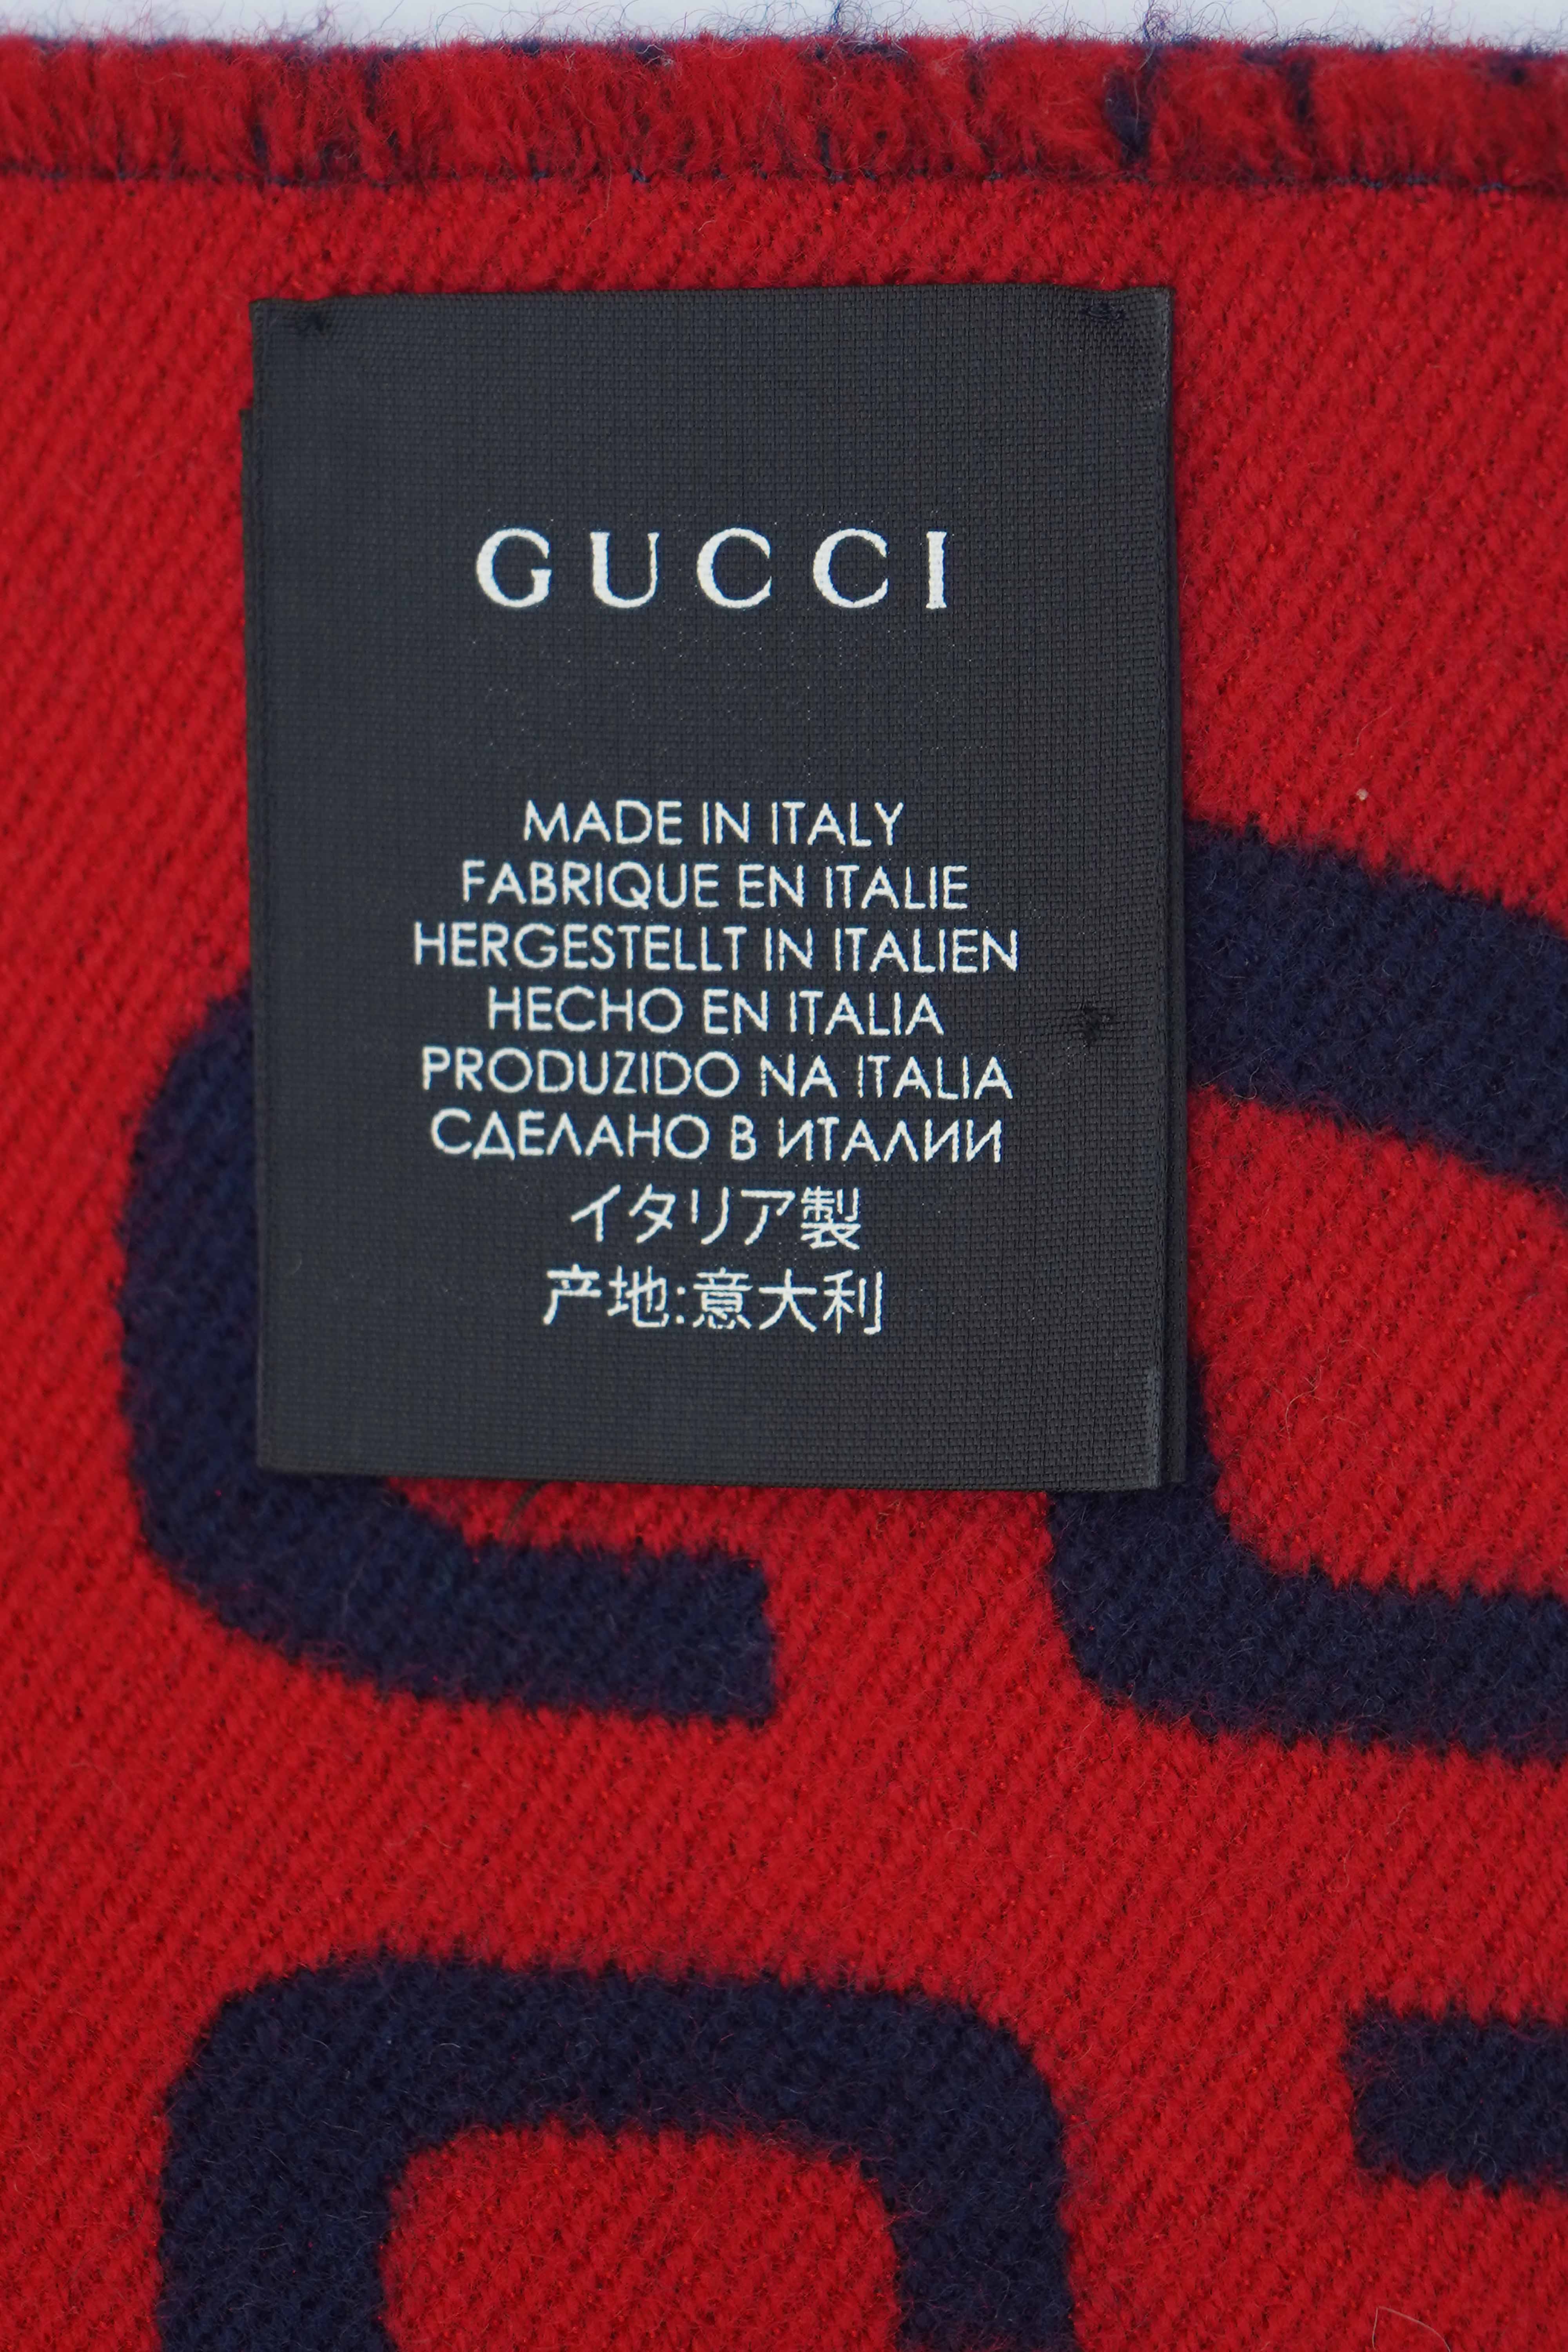 GUCCI
MADE IN ITALY
FABRIQUE EN ITALIE
HERGESTELLT IN ITALIEN
HECHO EN ITALIA
PRODUZIDO NA ITALIA
СДЕЛАНО В ИТАЛИИ
イタリア製
产地:意大利